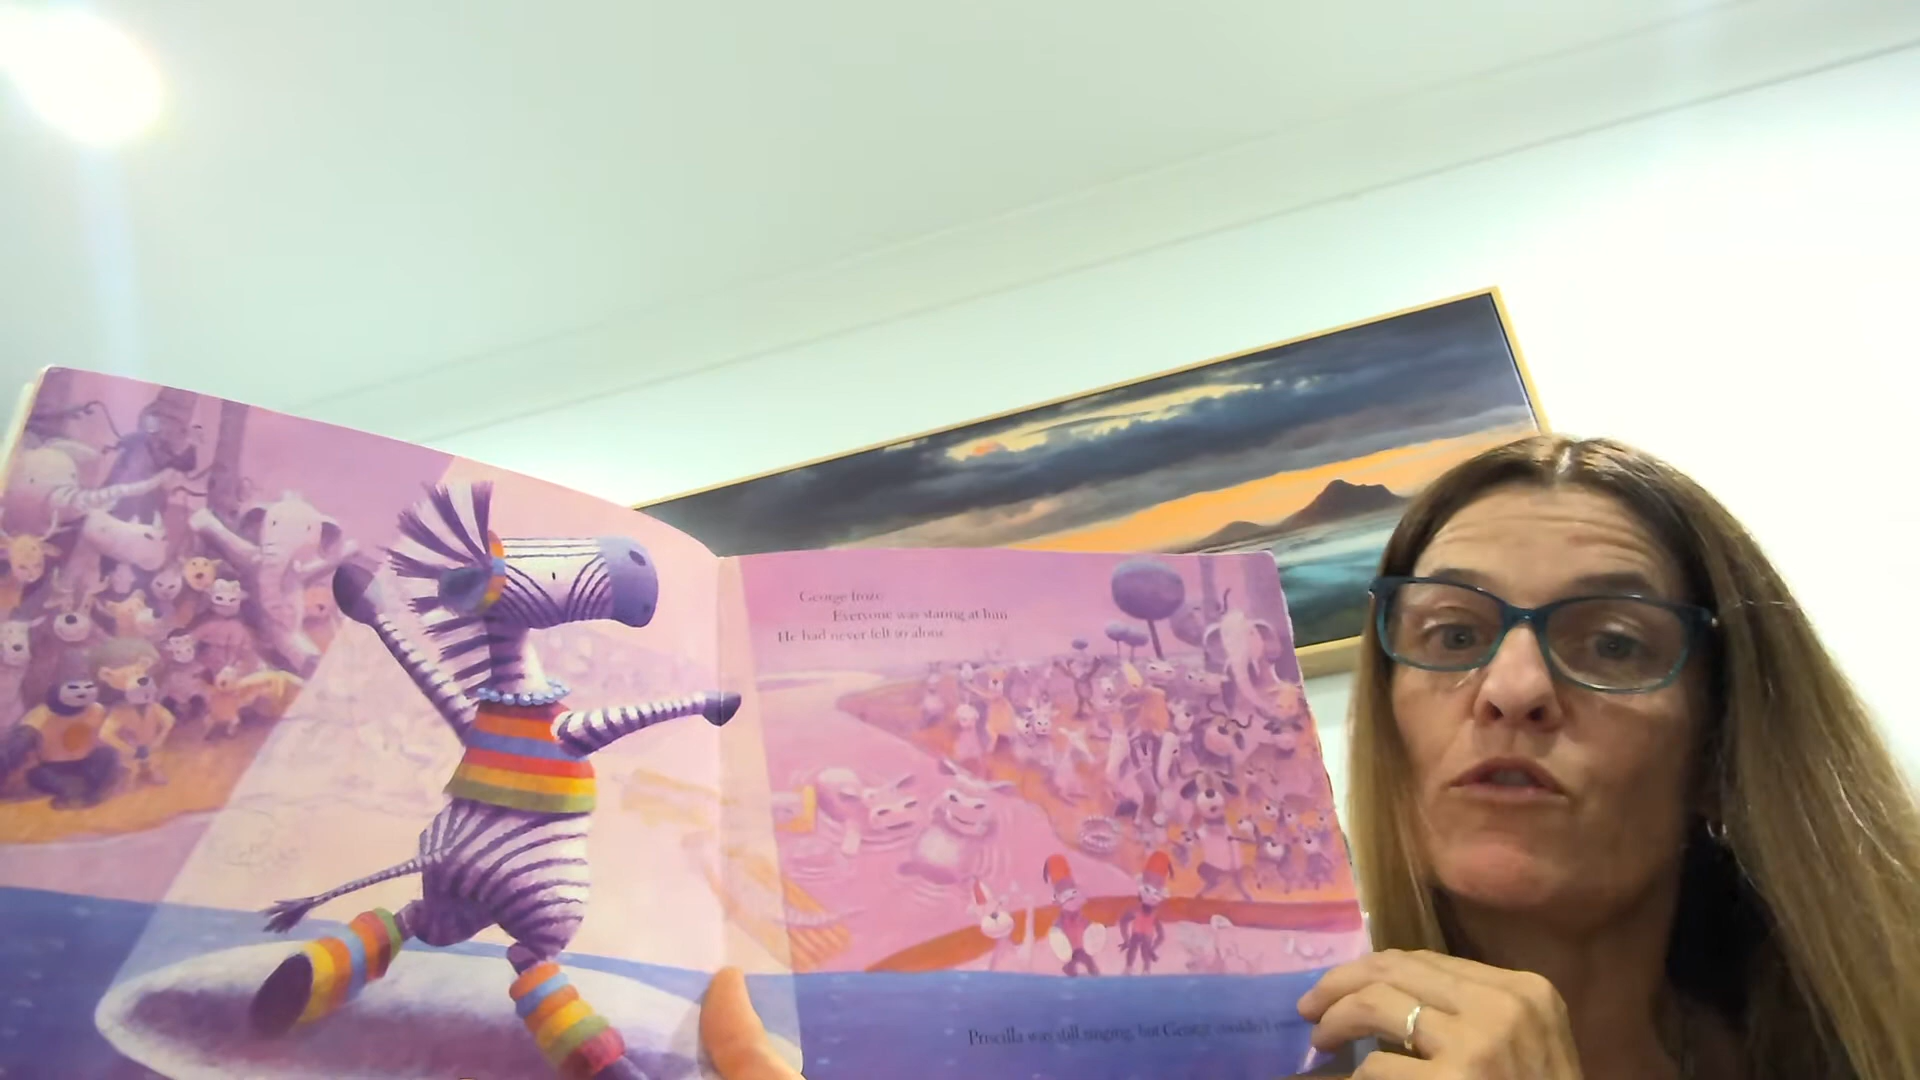 George froze.
Everyone was staring at him.
He had never felt so alone.
Priscilla was still singing, but George couldn't